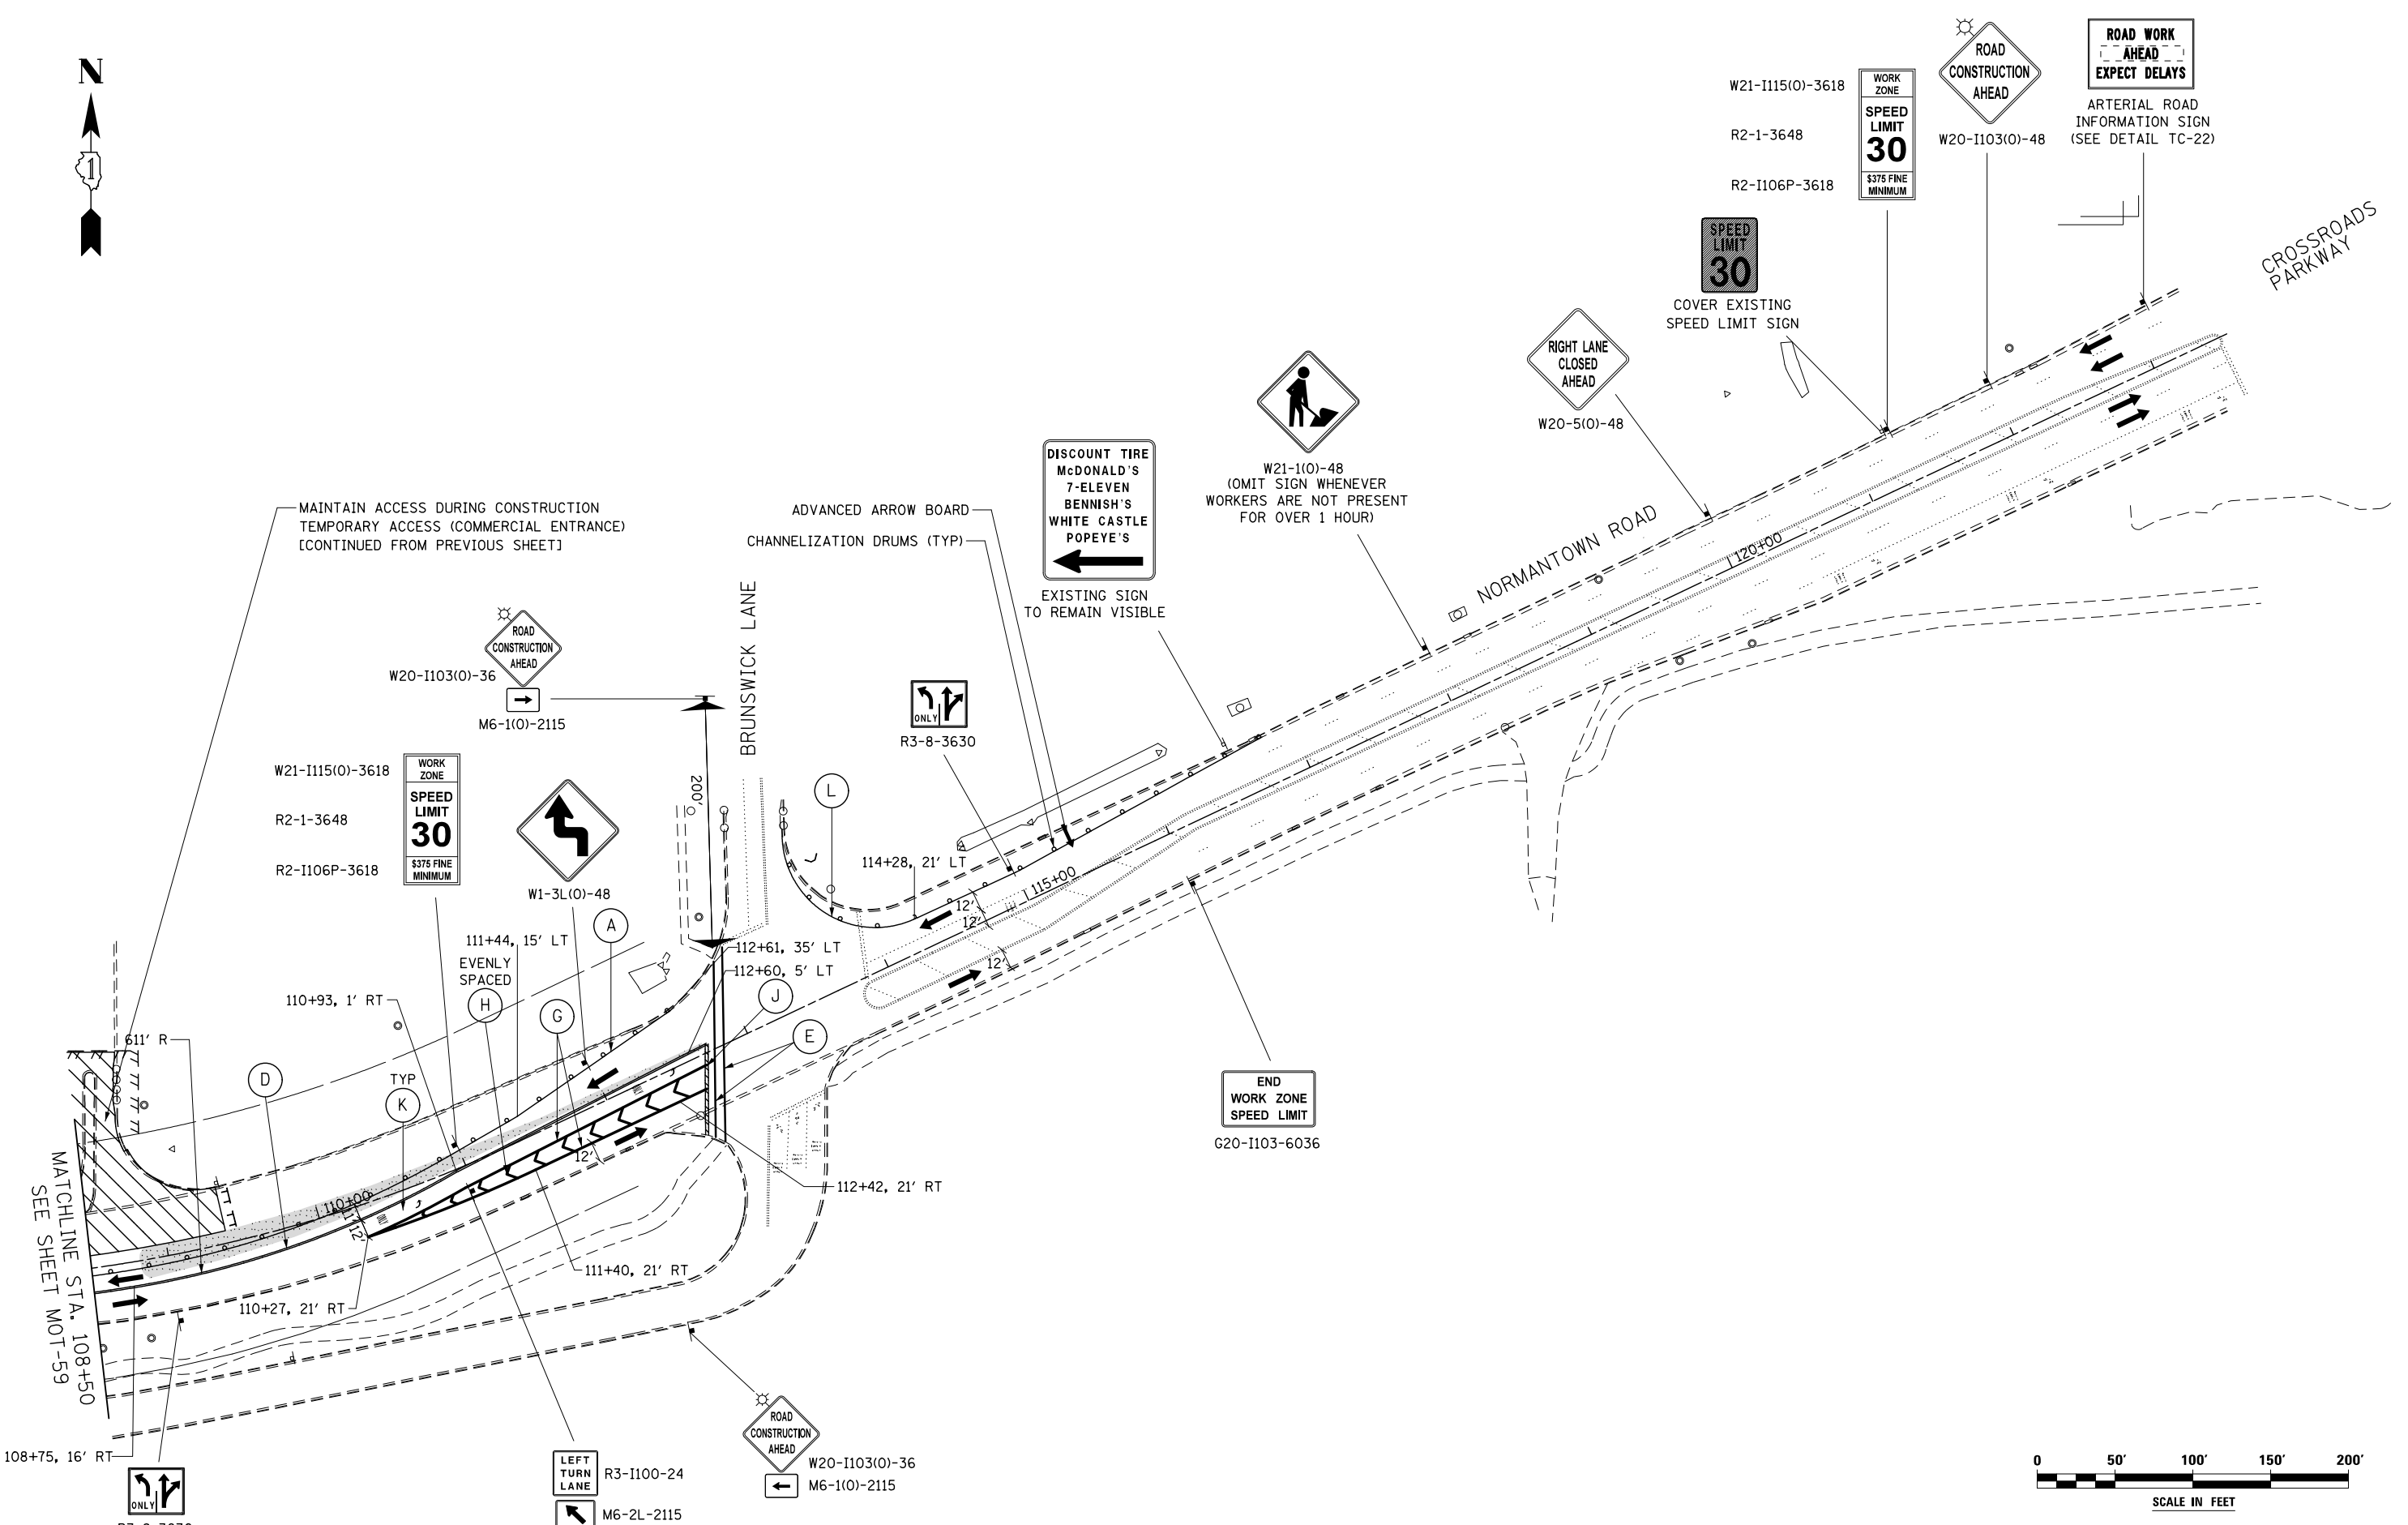 N
1
ROAD WORK
AHEAD
EXPECT DELAYS
ARTERIAL ROAD
INFORMATION SIGN
(SEE DETAIL TC-22)
ROAD
CONSTRUCTION
AHEAD
W20-I103(O)-48
W21-I115(O)-3618
R2-1-3648
R2-I106P-3618
WORK
ZONE
SPEED
LIMIT
30
$375 FINE
MINIMUM
SPEED
LIMIT
30
COVER EXISTING
SPEED LIMIT SIGN
CROSSROADS
PARKWAY
RIGHT LANE
CLOSED
AHEAD
W20-5(O)-48
W21-1(O)-48
(OMIT SIGN WHENEVER
WORKERS ARE NOT PRESENT
FOR OVER 1 HOUR)
DISCOUNT TIRE
McDONALD'S
7-ELEVEN
BENNISH'S
WHITE CASTLE
POPEYE'S
EXISTING SIGN
TO REMAIN VISIBLE
NORMANTOWN ROAD
120+00
ADVANCED ARROW BOARD
CHANNELIZATION DRUMS (TYP)
MAINTAIN ACCESS DURING CONSTRUCTION
TEMPORARY ACCESS (COMMERCIAL ENTRANCE)
[CONTINUED FROM PREVIOUS SHEET]
ROAD
CONSTRUCTION
AHEAD
W20-I103(O)-36
M6-1(O)-2115
BRUNSWICK LANE
200'
ONLY
R3-8-3630
L
114+28, 21' LT
115+00
12'
12'
12'
W21-I115(O)-3618
R2-1-3648
R2-I106P-3618
WORK
ZONE
SPEED
LIMIT
30
$375 FINE
MINIMUM
W1-3L(O)-48
A
111+44, 15' LT
EVENLY
SPACED
H
G
112+61, 35' LT
112+60, 5' LT
J
E
110+93, 1' RT
611' R
D
TYP
K
110+00
12'
12'
112+42, 21' RT
111+40, 21' RT
110+27, 21' RT
END
WORK ZONE
SPEED LIMIT
G20-I103-6036
MATCHLINE STA. 108+50
SEE SHEET MOT-59
108+75, 16' RT
ONLY
LEFT
TURN
LANE
R3-I100-24
M6-2L-2115
ROAD
CONSTRUCTION
AHEAD
W20-I103(O)-36
M6-1(O)-2115
0 50' 100' 150' 200'
SCALE IN FEET